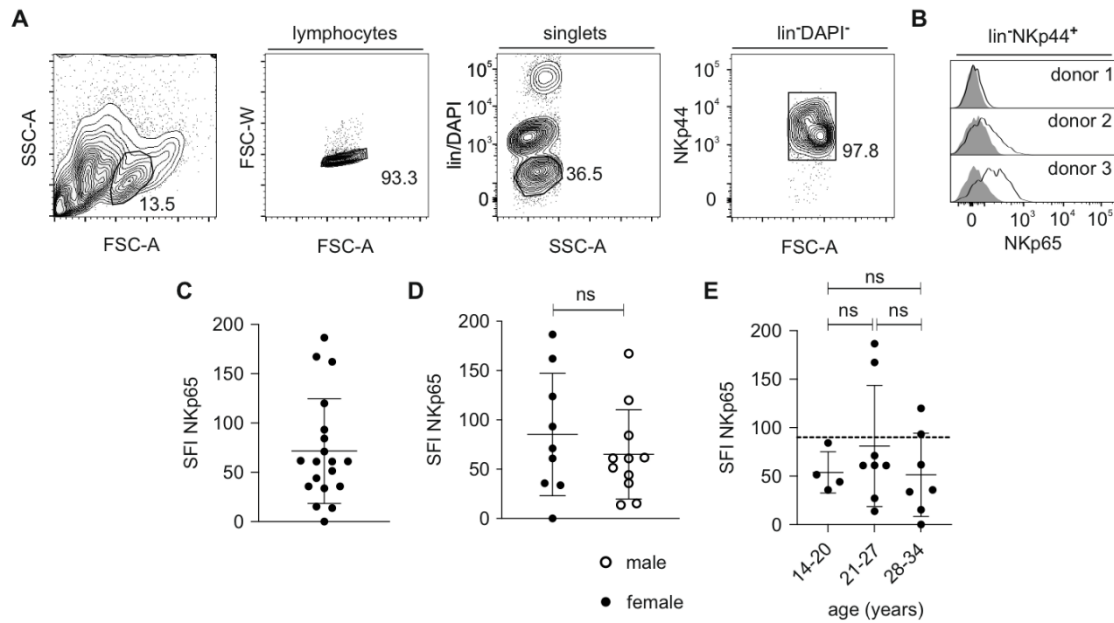 A
lymphocytes
singlets
lin⁻DAPI⁻
B
lin⁻NKp44⁺
SSC-A
13.5
FSC-A
FSC-W
93.3
FSC-A
lin/DAPI
10⁵
10⁴
10³
0
36.5
SSC-A
NKp44
10⁵
10⁴
10³
0
97.8
FSC-A
donor 1
donor 2
donor 3
0 10³ 10⁴ 10⁵
NKp65
C
SFI NKp65
200
150
100
50
0
D
ns
SFI NKp65
200
150
100
50
0
male
female
E
ns
ns ns
SFI NKp65
200
150
100
50
0
14-20 21-27 28-34
age (years)